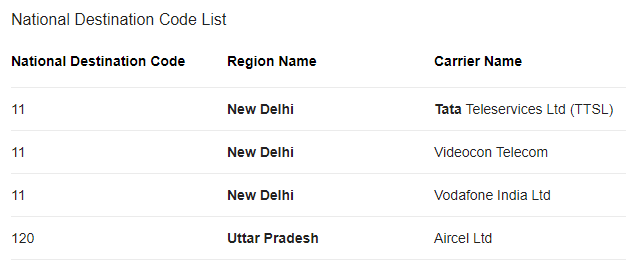 National Destination Code List
National Destination Code Region Name Carrier Name
11 New Delhi Tata Teleservices Ltd (TTSL)
11 New Delhi Videocon Telecom
11 New Delhi Vodafone India Ltd
120 Uttar Pradesh Aircel Ltd